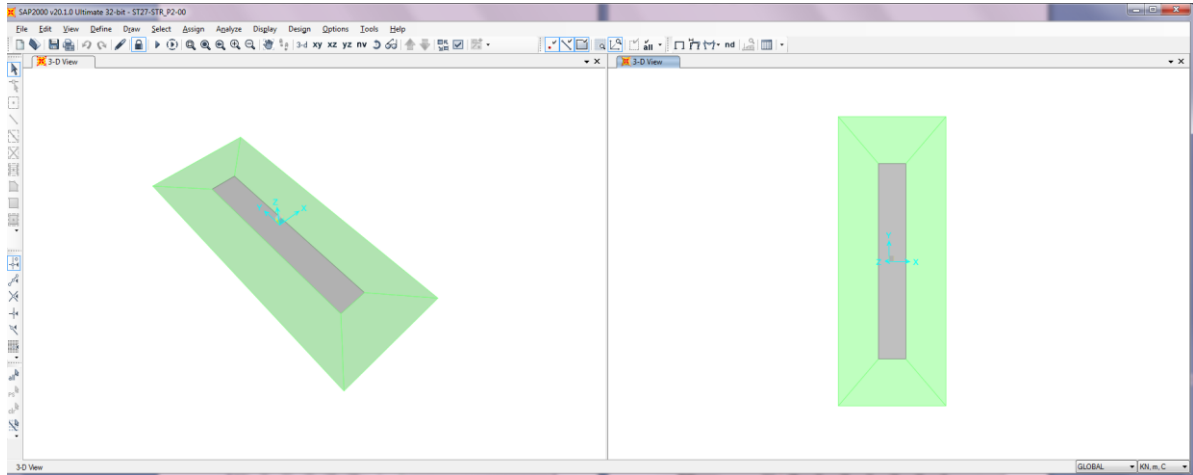 SAP2000 v20.1.0 Ultimate 32-bit - ST27-STR_P2-00
File Edit View Define Draw Select Assign Analyze Display Design Options Tools Help
3-d xy xz yz nv all nd
3-D View
3-D View
Z X
Y
Z X
3-D View GLOBAL KN, m, C